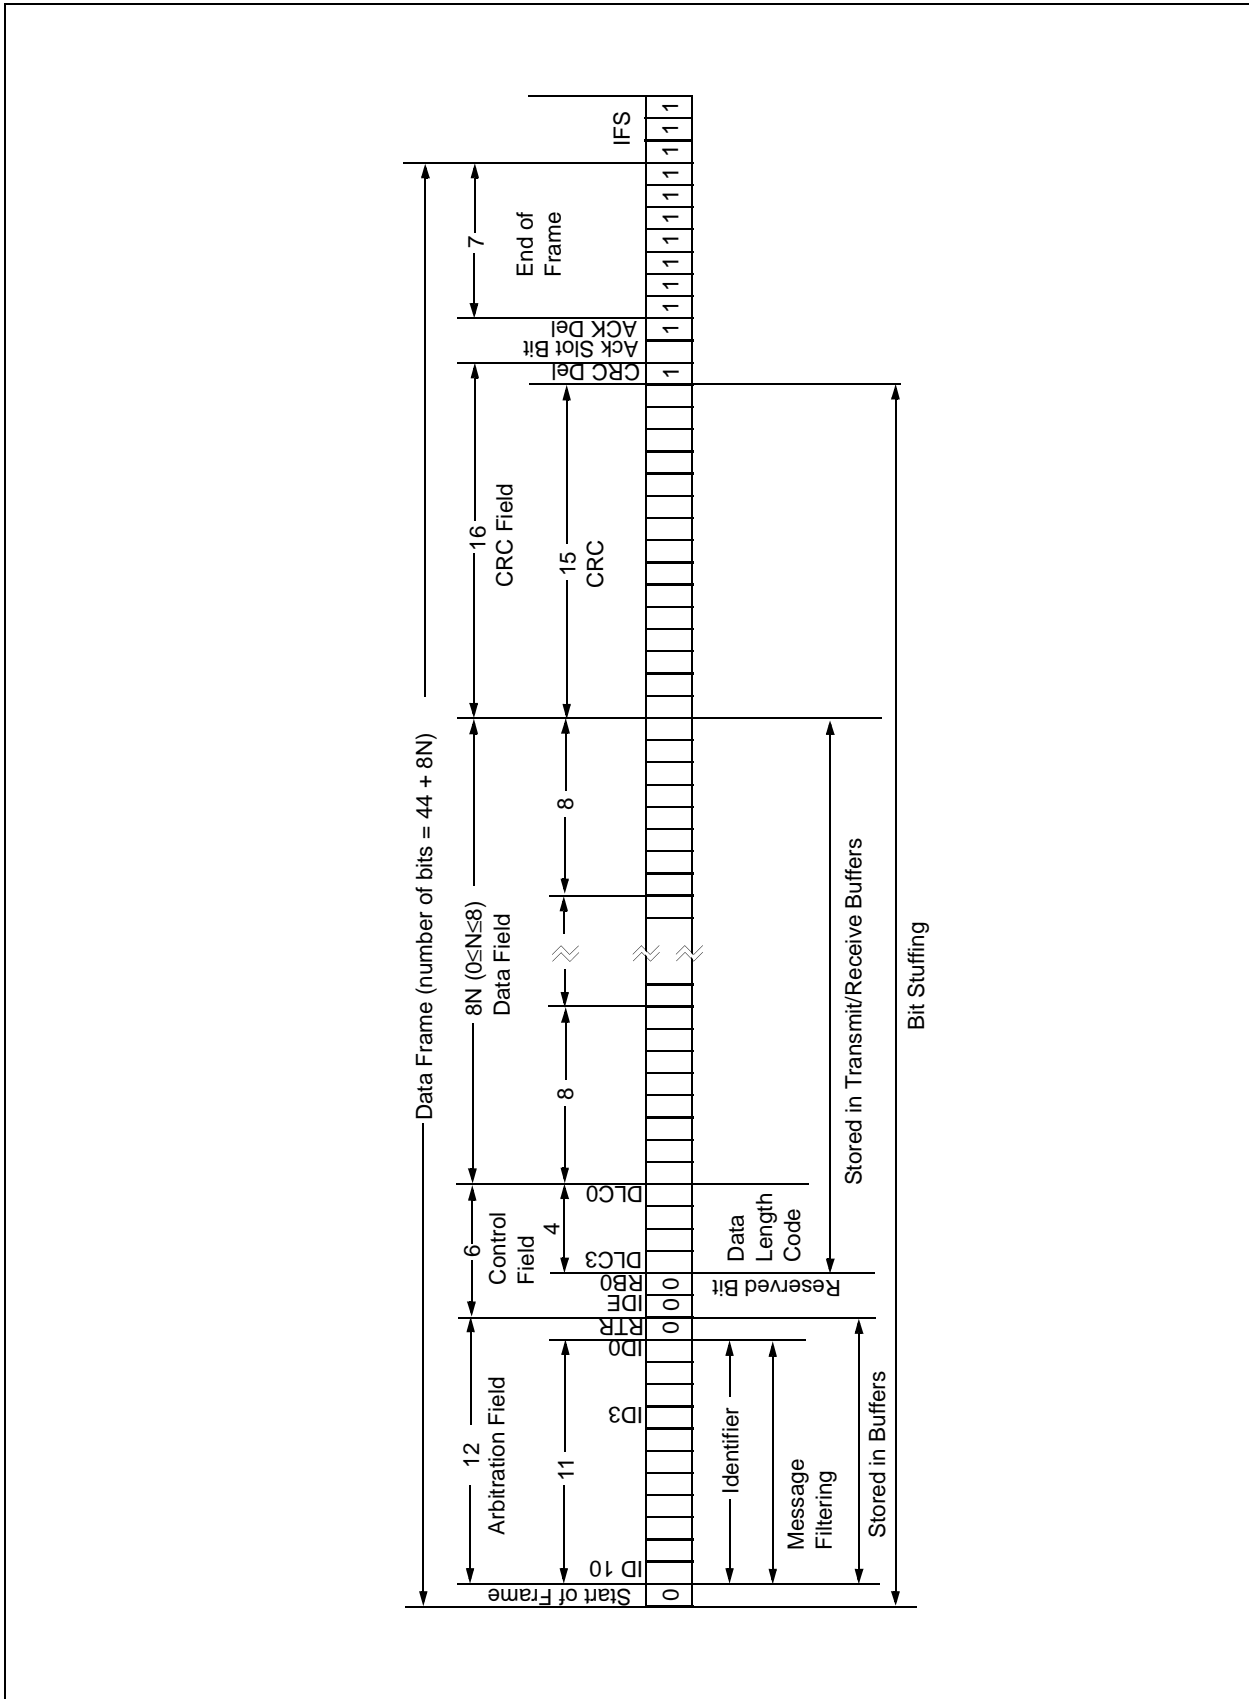 Data Frame (number of bits = 44 + 8N)
12
Arbitration Field
6
Control
Field
8N (0≤N≤8)
Data Field
16
CRC Field
7
End of
Frame
IFS
11
4
8
8
15
CRC
Start of Frame
ID 10
ID3
ID0
RTR
IDE
RB0
DLC3
DLC0
CRC Del
Ack Slot Bit
ACK Del
0
0
0
0
1
1
1
1
1
1
1
1
1
1
1
1
Identifier
Message
Filtering
Stored in Buffers
Reserved Bit
Data
Length
Code
Stored in Transmit/Receive Buffers
Bit Stuffing